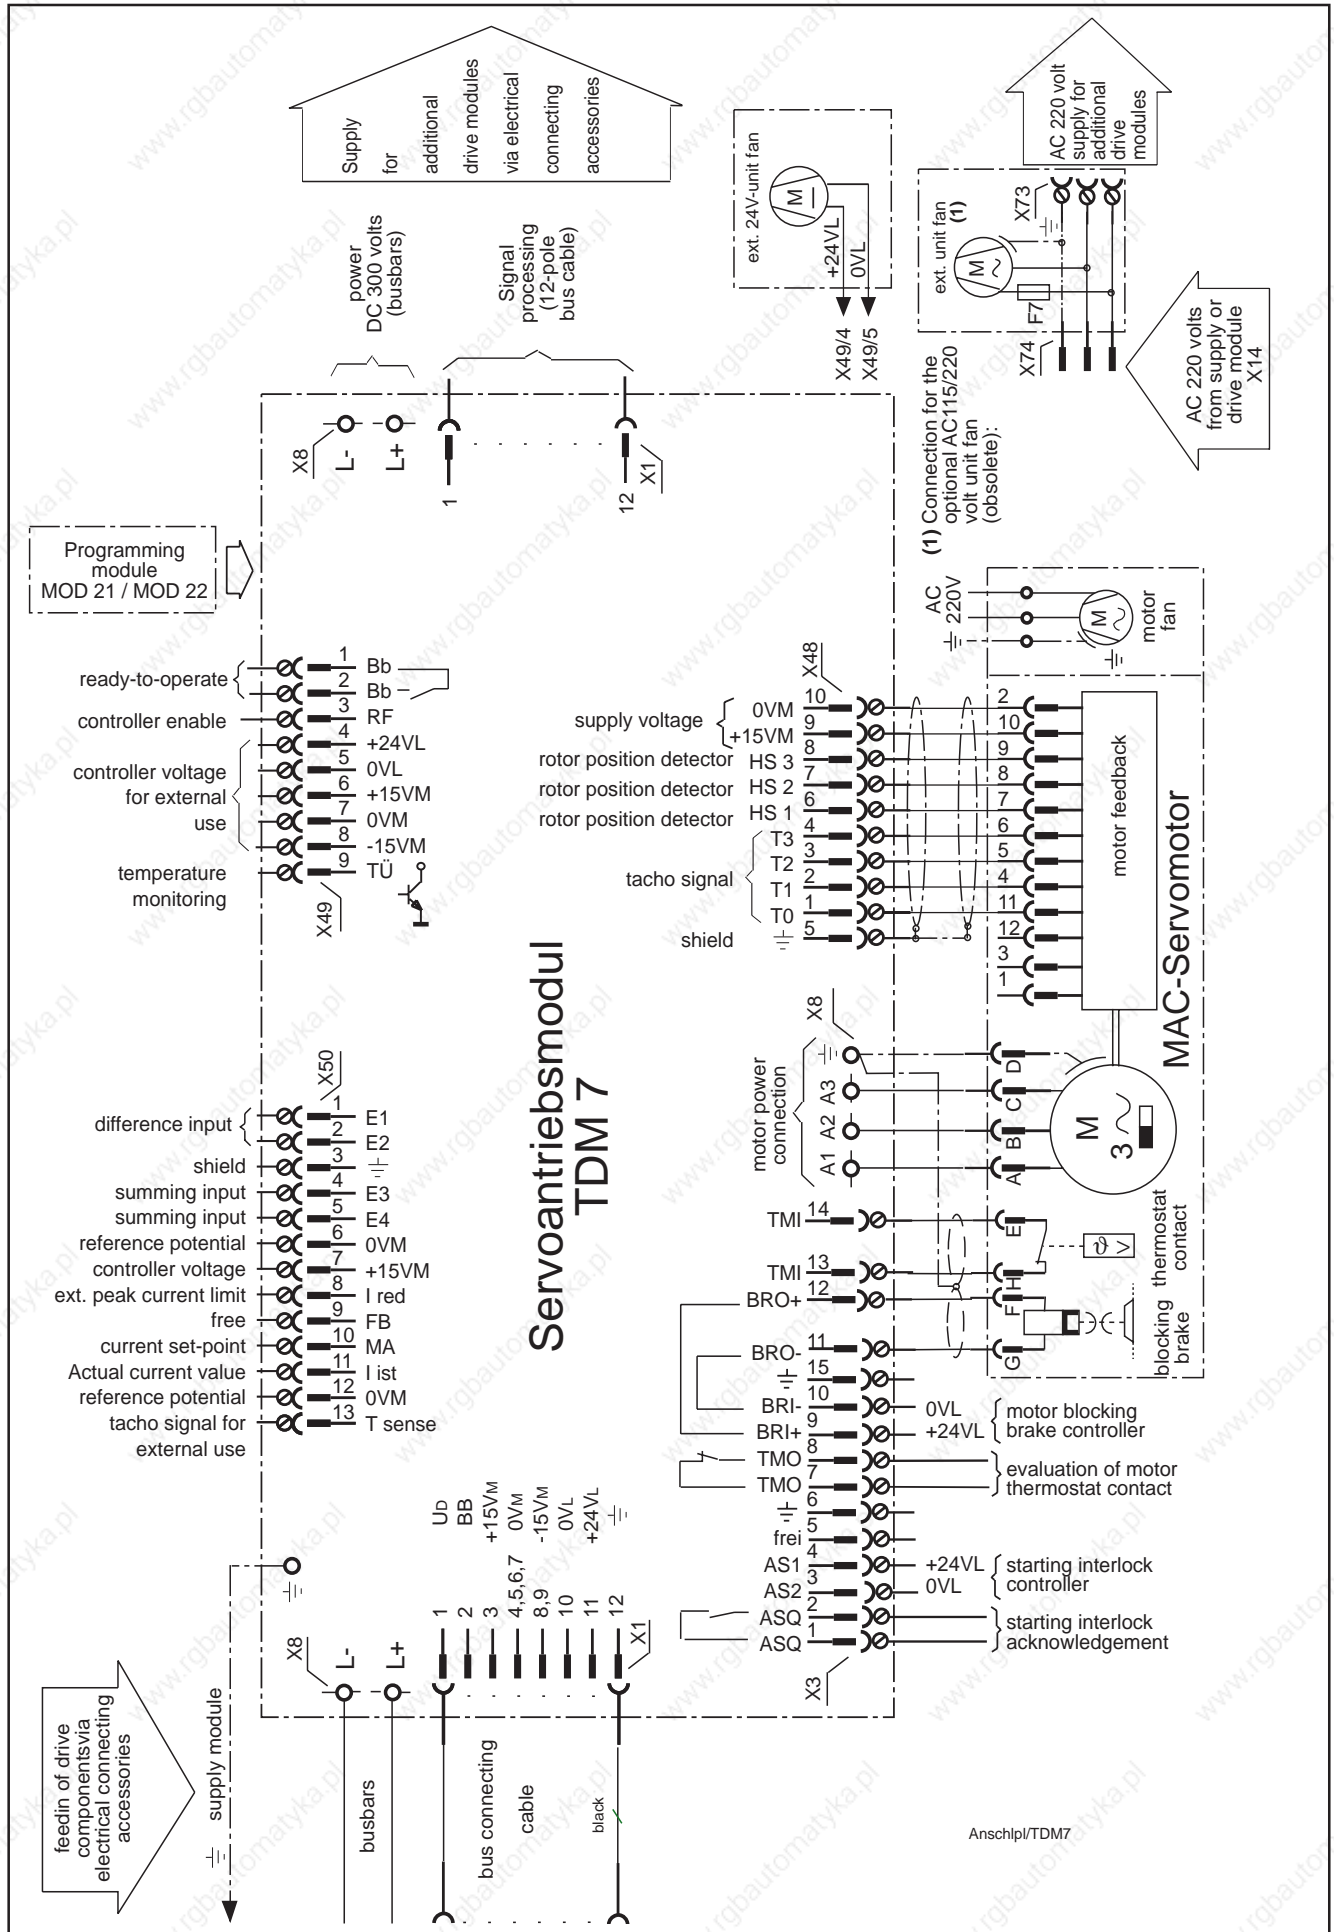 Supply
for
additional
drive modules
via electrical
connecting
accessories
AC 220 volt
supply for
additional
drive
modules
power
DC 300 volts
(busbars)
Signal
processing
(12-pole
bus cable)
ext. 24V-unit fan
M
+24VL
0VL
X49/4
X49/5
ext. unit fan
(1)
M
F7
X73
X74
AC 220 volts
from supply or
drive module
X14
(1) Connection for the
optional AC115/220
volt unit fan
(obsolete):
X8
L-
L+
1
12
X1
Programming
module
MOD 21 / MOD 22
ready-to-operate
1 Bb
2 Bb
controller enable 3 RF
controller voltage
for external
use
4 +24VL
5 0VL
6 +15VM
7 0VM
8 -15VM
temperature
monitoring
9 TÜ
X49
X48
supply voltage
0VM 10
+15VM 9
rotor position detector HS 3 8
rotor position detector HS 2 7
rotor position detector HS 1 6
tacho signal
T3 4
T2 3
T1 2
T0 1
shield 5
AC
220V
M
motor
fan
2
10
9
8
7
6
5
4
11
12
3
1
motor feedback
MAC-Servomotor
X50
difference input
1 E1
2 E2
shield 3
summing input 4 E3
summing input 5 E4
reference potential 6 0VM
controller voltage 7 +15VM
ext. peak current limit 8 I red
free 9 FB
current set-point 10 MA
Actual current value 11 I ist
reference potential 12 0VM
tacho signal for
external use
13 T sense
Servoantriebsmodul
TDM 7
motor power
connection
X8
A3
A2
A1
D
C
B
A
M
3
TMI 14
TMI 13
BRO+ 12
BRO- 11
15
BRI- 10
BRI+ 9
TMO 8
TMO 7
6
frei 5
AS1 4
AS2 3
ASQ 2
ASQ 1
X3
E
H
F
G
ϑ >
thermostat
contact
blocking
brake
0VL
+24VL
motor blocking
brake controller
evaluation of motor
thermostat contact
+24VL
0VL
starting interlock
controller
starting interlock
acknowledgement
UD
BB
+15VM
0VM
-15VM
0VL
+24VL
1
2
3
4,5,6,7
8,9
10
11
12
X1
X8
L-
L+
feedin of drive
componentsvia
electrical connecting
accessories
supply module
busbars
bus connecting
cable
black
Anschlpl/TDM7
www.rgbautomatyka.pl